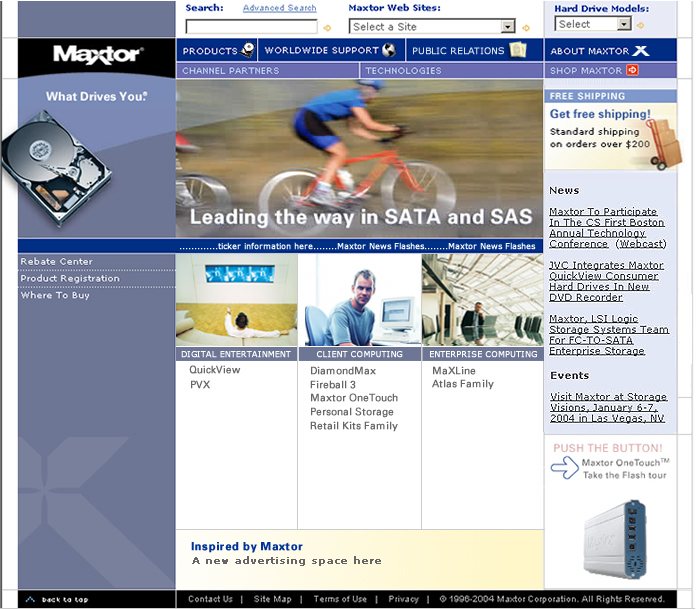 Search:
Advanced Search
Maxtor Web Sites:
Select a Site
Hard Drive Models:
Select
Maxtor®
What Drives You®
PRODUCTS
WORLDWIDE SUPPORT
PUBLIC RELATIONS
ABOUT MAXTOR
CHANNEL PARTNERS
TECHNOLOGIES
SHOP MAXTOR
Leading the way in SATA and SAS
FREE SHIPPING
Get free shipping!
Standard shipping
on orders over $200
.............ticker information here........Maxtor News Flashes........Maxtor News Flashes
Rebate Center
Product Registration
Where To Buy
DIGITAL ENTERTAINMENT
QuickView
PVX
CLIENT COMPUTING
DiamondMax
Fireball 3
Maxtor OneTouch
Personal Storage
Retail Kits Family
ENTERPRISE COMPUTING
MaXLine
Atlas Family
News
Maxtor To Participate
In The CS First Boston
Annual Technology
Conference (Webcast)
JVC Integrates Maxtor
QuickView Consumer
Hard Drives In New
DVD Recorder
Maxtor, LSI Logic
Storage Systems Team
For FC-TO-SATA
Enterprise Storage
Events
Visit Maxtor at Storage
Visions, January 6-7,
2004 in Las Vegas, NV
PUSH THE BUTTON!
Maxtor OneTouch™
Take the Flash tour
Inspired by Maxtor
A new advertising space here
back to top
Contact Us | Site Map | Terms of Use | Privacy | © 1996-2004 Maxtor Corporation. All Rights Reserved.